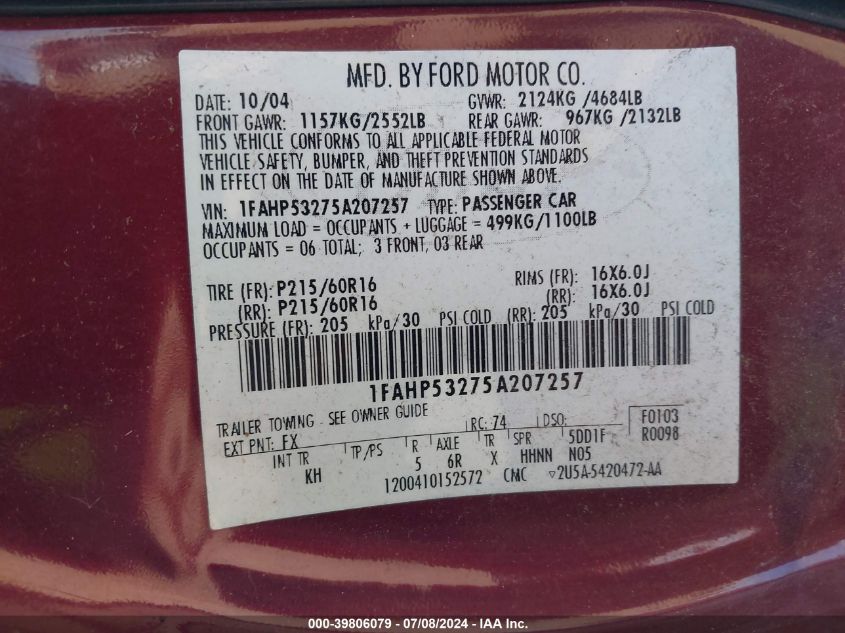 MFD. BY FORD MOTOR CO.
DATE: 10/04 GVWR: 2124KG /4684LB
FRONT GAWR: 1157KG/2552LB REAR GAWR: 967KG /2132LB
THIS VEHICLE CONFORMS TO ALL APPLICABLE FEDERAL MOTOR
VEHICLE SAFETY, BUMPER, AND THEFT PREVENTION STANDARDS
IN EFFECT ON THE DATE OF MANUFACTURE SHOWN ABOVE.
VIN: 1FAHP53275A207257 TYPE: PASSENGER CAR
MAXIMUM LOAD = OCCUPANTS + LUGGAGE = 499KG/1100LB
OCCUPANTS = 06 TOTAL; 3 FRONT, 03 REAR
TIRE (FR): P215/60R16 RIMS (FR): 16X6.0J
(RR): P215/60R16 (RR): 16X6.0J
PRESSURE (FR): 205 kPa/30 PSI COLD (RR): 205 kPa/30 PSI COLD
1FAHP53275A207257
TRAILER TOWING - SEE OWNER GUIDE RC: 74 DSO: F0103
EXT PNT: FX R0098
INT TR TP/PS R AXLE TR SPR 5DD1F
KH 5 6R X HHNN N05
1200410152572 CMC ▽2U5A-5420472-AA
000-39806079 - 07/08/2024 - IAA Inc.